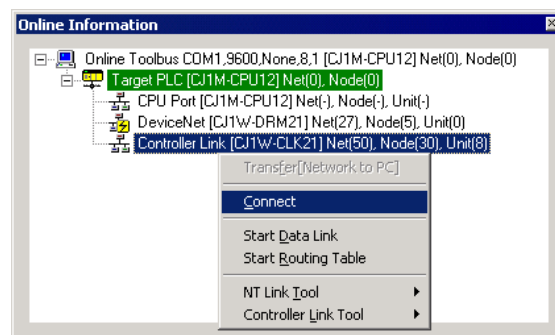 Online Information
Online Toolbus COM1,9600,None,8,1 [CJ1M-CPU12] Net(0), Node(0)
Target PLC [CJ1M-CPU12] Net(0), Node(0)
CPU Port [CJ1M-CPU12] Net(-), Node(-), Unit(-)
DeviceNet [CJ1W-DRM21] Net(27), Node(5), Unit(0)
Controller Link [CJ1W-CLK21] Net(50), Node(30), Unit(8)
Transfer[Network to PC]
Connect
Start Data Link
Start Routing Table
NT Link Tool
Controller Link Tool